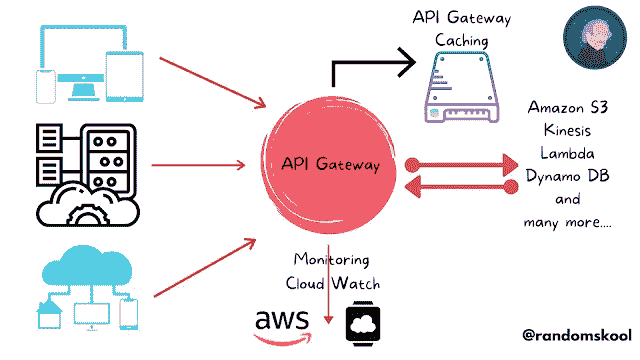 API Gateway
Caching
API Gateway
Amazon S3
Kinesis
Lambda
Dynamo DB
and
many more....
Monitoring
Cloud Watch
aws
@randomskool